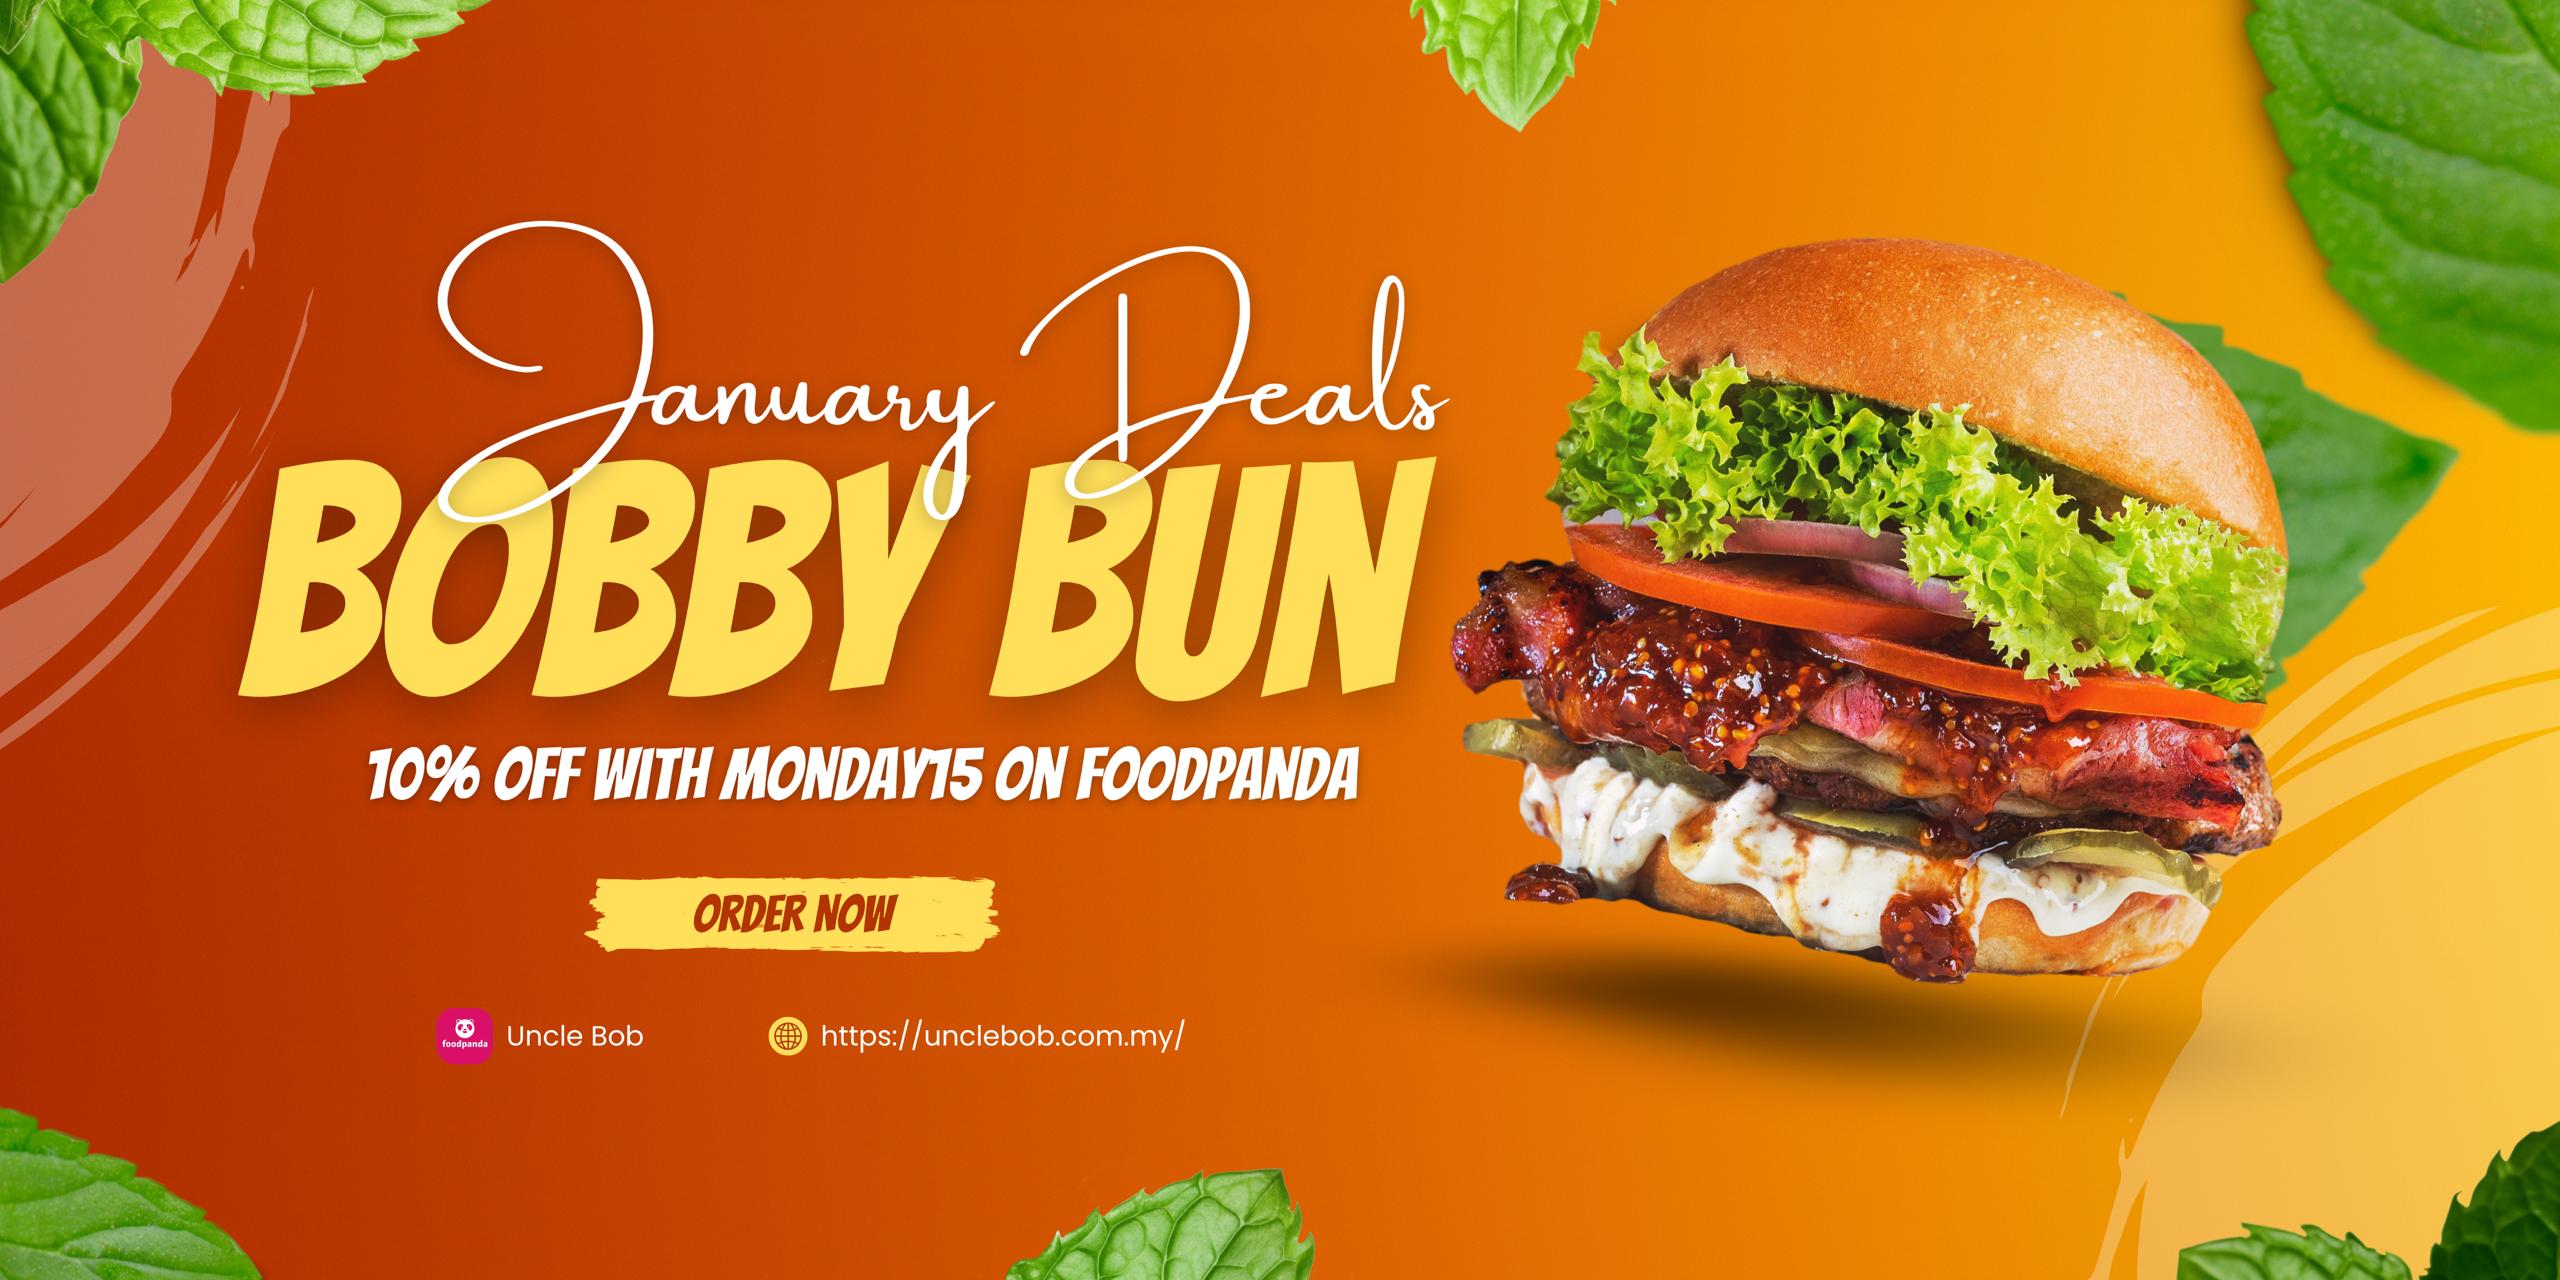 January Deals
BOBBY BUN
10% OFF WITH MONDAY15 ON FOODPANDA
ORDER NOW
foodpanda
Uncle Bob
https://unclebob.com.my/